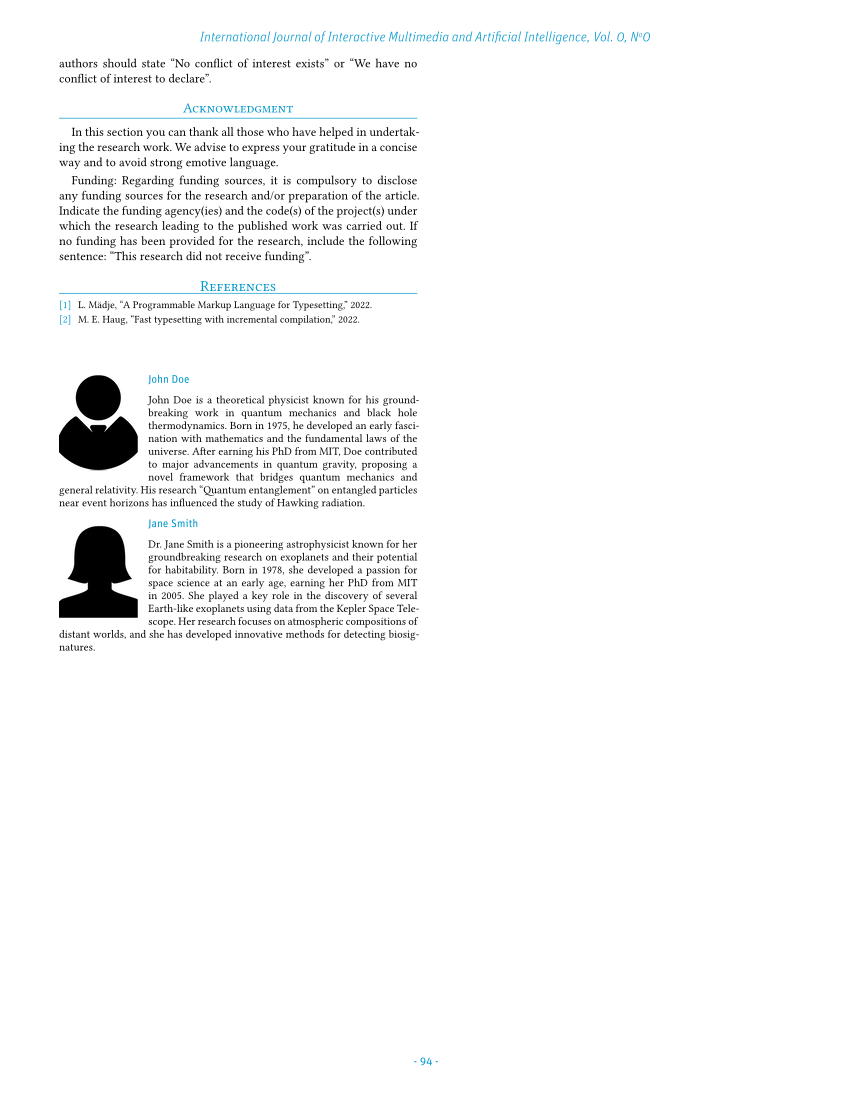 International Journal of Interactive Multimedia and Artificial Intelligence, Vol. 0, Nº0
authors should state “No conflict of interest exists” or “We have no
conflict of interest to declare”.
Acknowledgment
In this section you can thank all those who have helped in undertak-
ing the research work. We advise to express your gratitude in a concise
way and to avoid strong emotive language.
Funding: Regarding funding sources, it is compulsory to disclose
any funding sources for the research and/or preparation of the article.
Indicate the funding agency(ies) and the code(s) of the project(s) under
which the research leading to the published work was carried out. If
no funding has been provided for the research, include the following
sentence: “This research did not receive funding”.
References
[1] L. Mädje, “A Programmable Markup Language for Typesetting,” 2022.
[2] M. E. Haug, “Fast typesetting with incremental compilation,” 2022.
John Doe
John Doe is a theoretical physicist known for his ground-
breaking work in quantum mechanics and black hole
thermodynamics. Born in 1975, he developed an early fasci-
nation with mathematics and the fundamental laws of the
universe. After earning his PhD from MIT, Doe contributed
to major advancements in quantum gravity, proposing a
novel framework that bridges quantum mechanics and
general relativity. His research “Quantum entanglement” on entangled particles
near event horizons has influenced the study of Hawking radiation.
Jane Smith
Dr. Jane Smith is a pioneering astrophysicist known for her
groundbreaking research on exoplanets and their potential
for habitability. Born in 1978, she developed a passion for
space science at an early age, earning her PhD from MIT
in 2005. She played a key role in the discovery of several
Earth-like exoplanets using data from the Kepler Space Tele-
scope. Her research focuses on atmospheric compositions of
distant worlds, and she has developed innovative methods for detecting biosig-
natures.
- 94 -